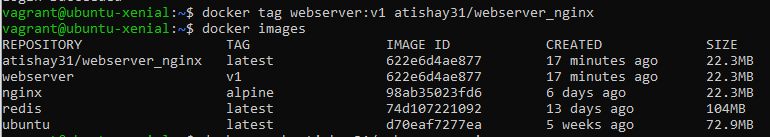 vagrant@ubuntu-xenial:~$ docker tag webserver:v1 atishay31/webserver_nginx
vagrant@ubuntu-xenial:~$ docker images
REPOSITORY TAG IMAGE ID CREATED SIZE
atishay31/webserver_nginx latest 622e6d4ae877 17 minutes ago 22.3MB
webserver v1 622e6d4ae877 17 minutes ago 22.3MB
nginx alpine 98ab35023fd6 6 days ago 22.3MB
redis latest 74d107221092 13 days ago 104MB
ubuntu latest d70eaf7277ea 5 weeks ago 72.9MB